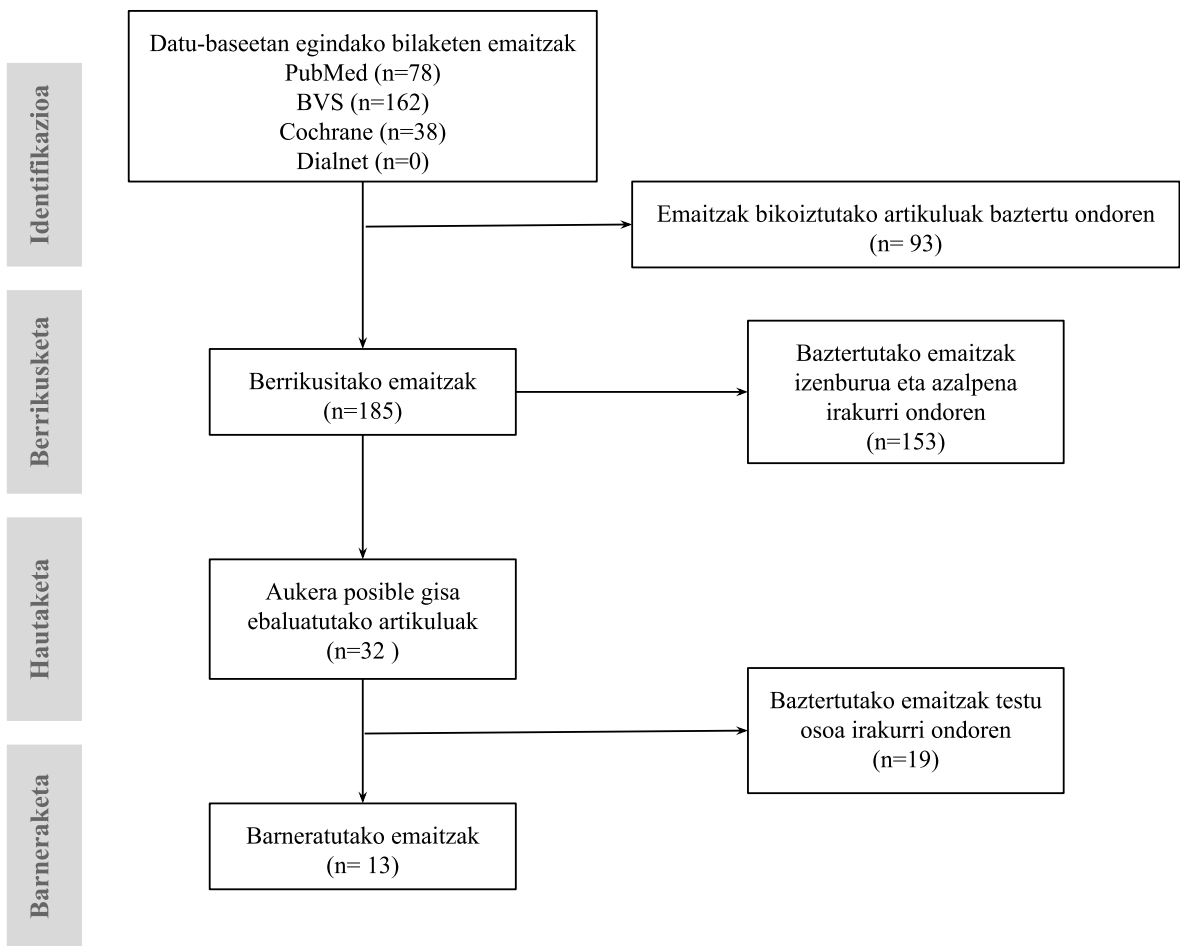 Identifikazioa
Datu-baseetan egindako bilaketen emaitzak
PubMed (n=78)
BVS (n=162)
Cochrane (n=38)
Dialnet (n=0)
Emaitzak bikoiztutako artikuluak baztertu ondoren
(n= 93)
Berrikusketa
Berrikusitako emaitzak
(n=185)
Baztertutako emaitzak
izenburua eta azalpena
irakurri ondoren
(n=153)
Hautaketa
Aukera posible gisa
ebaluatutako artikuluak
(n=32 )
Baztertutako emaitzak testu
osoa irakurri ondoren
(n=19)
Barneraketa
Barneratutako emaitzak
(n= 13)